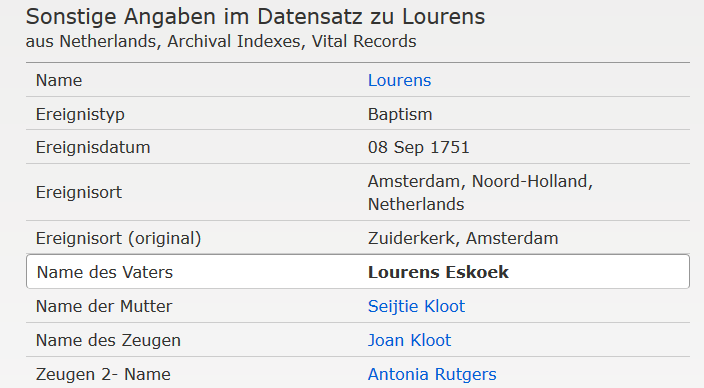 Sonstige Angaben im Datensatz zu Lourens
aus Netherlands, Archival Indexes, Vital Records
Name Lourens
Ereignistyp Baptism
Ereignisdatum 08 Sep 1751
Ereignisort Amsterdam, Noord-Holland,
Netherlands
Ereignisort (original) Zuiderkerk, Amsterdam
Name des Vaters Lourens Eskoek
Name der Mutter Seijtie Kloot
Name des Zeugen Joan Kloot
Zeugen 2- Name Antonia Rutgers